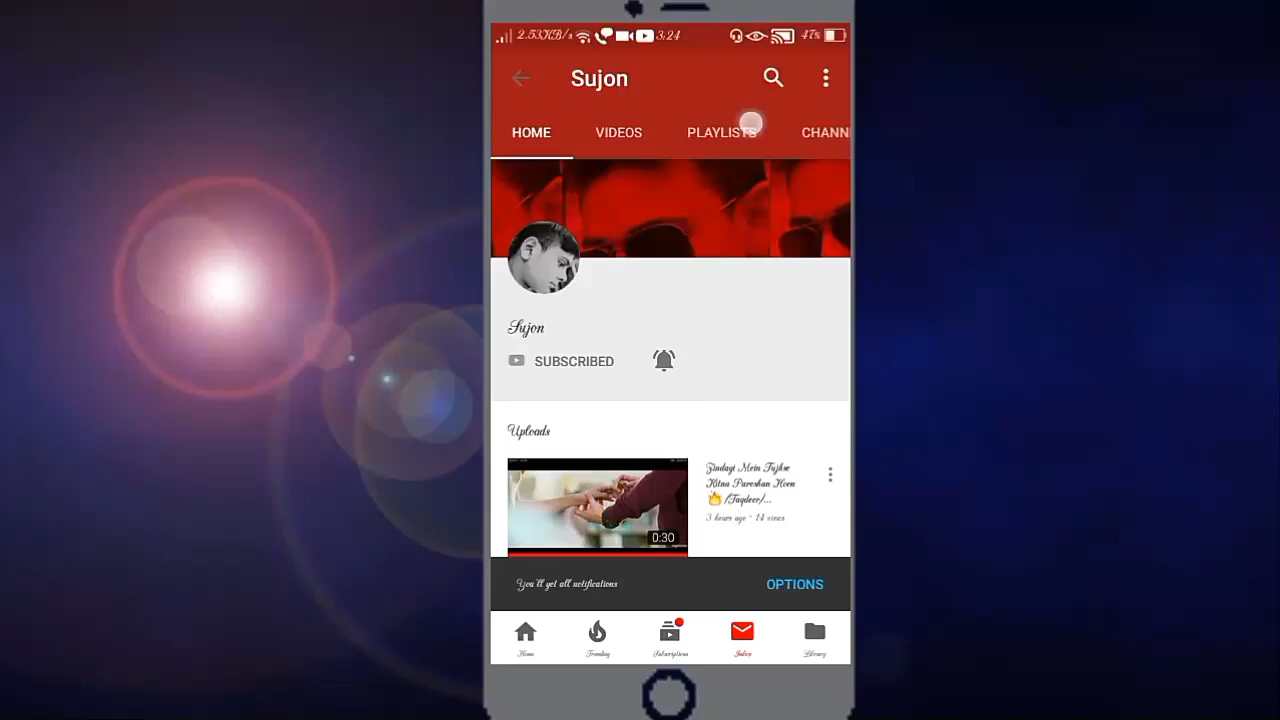 2.53KB/s 3:24 47%
Sujon
HOME VIDEOS PLAYLISTS CHANN
Sujon
SUBSCRIBED
Uploads
Zindagi Mein Tujhse
Kitna Pareshan Hoon
🔥 (Taqdeer)...
3 hours ago · 14 views
0:30
You'll get all notifications OPTIONS
Home Trending Subscriptions Inbox Library